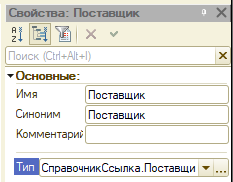 Свойства: Поставщик
Поиск (Ctrl+Alt+I)
Основные:
Имя Поставщик
Синоним Поставщик
Комментарий
Тип СправочникСсылка.Поставщи ...